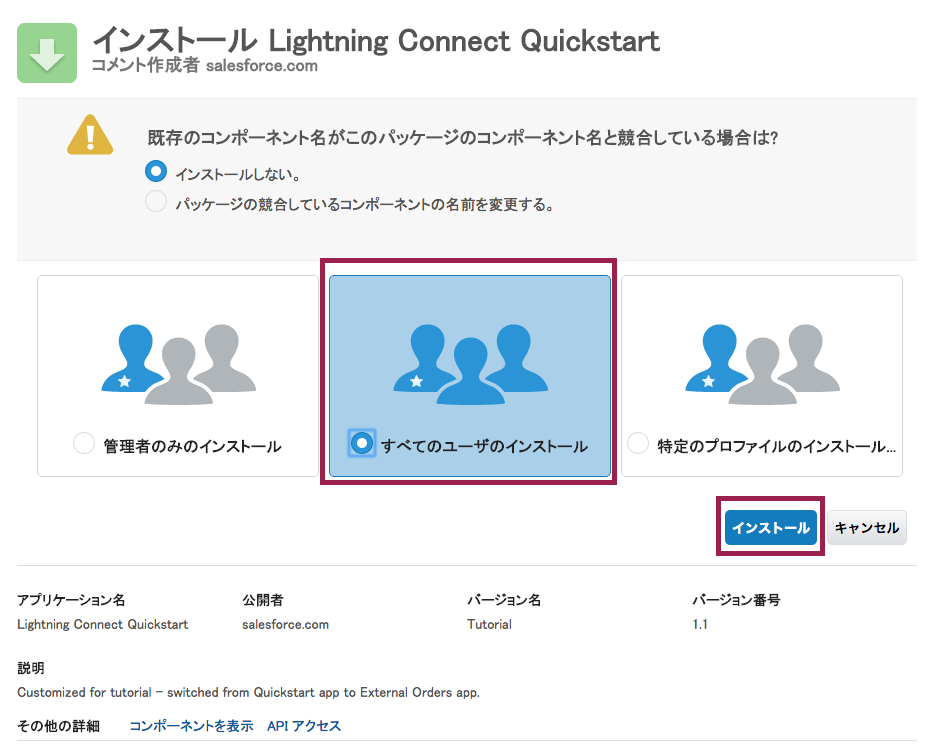 インストール Lightning Connect Quickstart
コメント作成者 salesforce.com
既存のコンポーネント名がこのパッケージのコンポーネント名と競合している場合は?
インストールしない。
パッケージの競合しているコンポーネントの名前を変更する。
管理者のみのインストール
すべてのユーザのインストール
特定のプロファイルのインストール...
インストール
キャンセル
アプリケーション名 公開者 バージョン名 バージョン番号
Lightning Connect Quickstart salesforce.com Tutorial 1.1
説明
Customized for tutorial – switched from Quickstart app to External Orders app.
その他の詳細 コンポーネントを表示 API アクセス